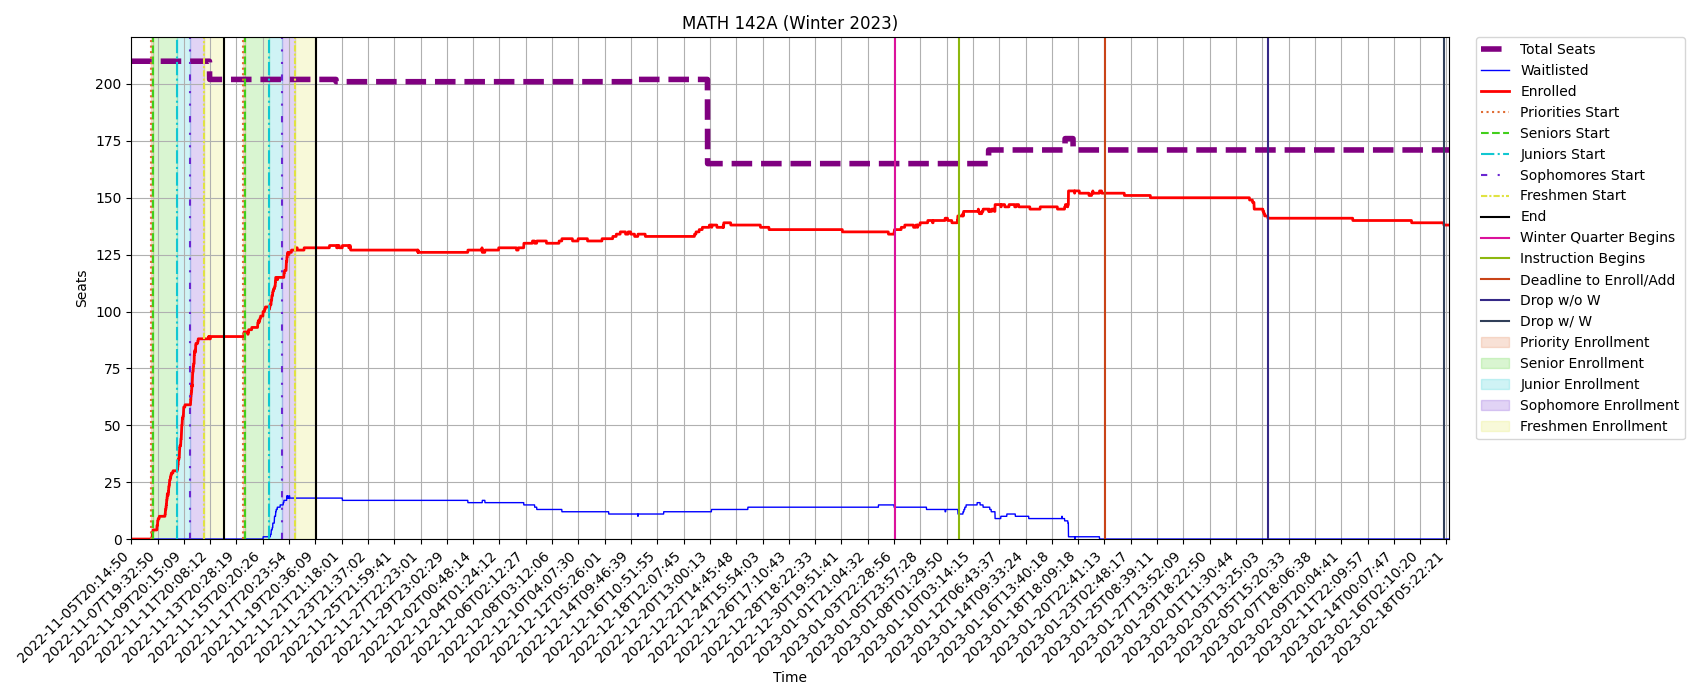 MATH 142A (Winter 2023)
Seats
200
175
150
125
100
75
50
25
0
2022-11-05T20:14:50
2022-11-07T19:32:50
2022-11-09T20:15:09
2022-11-11T20:08:12
2022-11-13T20:28:19
2022-11-15T20:20:26
2022-11-17T20:23:54
2022-11-19T20:36:09
2022-11-21T21:18:01
2022-11-23T21:37:02
2022-11-25T21:59:41
2022-11-27T22:23:01
2022-11-29T23:02:29
2022-12-04T01:24:12
2022-12-02T00:48:14
2022-12-06T02:12:27
2022-12-08T03:12:06
2022-12-10T04:07:30
2022-12-12T05:26:01
2022-12-14T09:46:39
2022-12-16T10:51:55
2022-12-18T12:07:45
2022-12-20T13:00:13
2022-12-22T14:45:48
2022-12-24T15:54:03
2022-12-26T17:10:43
2022-12-28T18:22:33
2022-12-30T19:51:41
2023-01-01T21:04:32
2023-01-03T22:28:56
2023-01-05T23:57:28
2023-01-08T01:29:50
2023-01-10T03:14:15
2023-01-12T06:43:37
2023-01-14T09:33:24
2023-01-16T13:40:18
2023-01-18T18:09:18
2023-01-20T22:41:13
2023-01-23T02:48:17
2023-01-25T08:39:11
2023-01-27T13:52:09
2023-01-29T18:22:50
2023-02-01T11:30:44
2023-02-03T13:25:03
2023-02-05T15:20:33
2023-02-07T18:06:38
2023-02-09T20:04:41
2023-02-11T22:09:57
2023-02-14T00:07:47
2023-02-16T02:10:20
2023-02-18T05:22:21
Time
Total Seats
Waitlisted
Enrolled
Priorities Start
Seniors Start
Juniors Start
Sophomores Start
Freshmen Start
End
Winter Quarter Begins
Instruction Begins
Deadline to Enroll/Add
Drop w/o W
Drop w/ W
Priority Enrollment
Senior Enrollment
Junior Enrollment
Sophomore Enrollment
Freshmen Enrollment